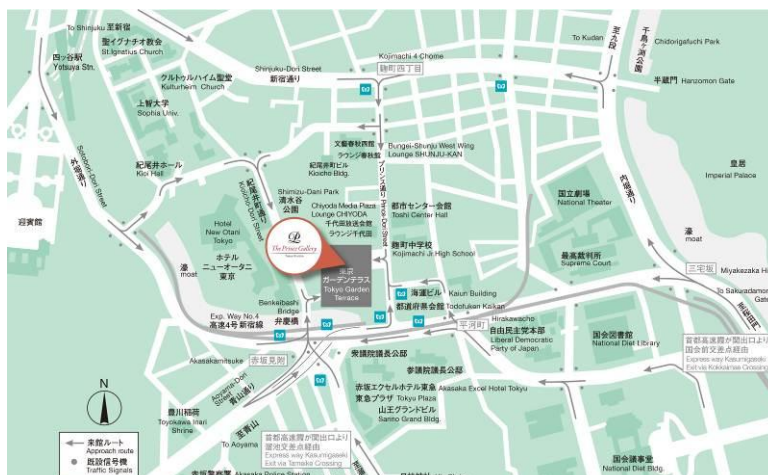 To Shinjuku 至新宿
四ッ谷駅
Yotsuya Stn.
聖イグナチオ教会
St.Ignatius Church
クルトゥルハイム聖堂
Kulturheim Church
上智大学
Sophia Univ.
Shinjuku-Dori Street
新宿通り
Kojimachi 4 Chome
麹町四丁目
To Kudan
至九段
千鳥ヶ淵公園
Chidorigafuchi Park
半蔵門 Hanzomon Gate
Sotobori-Dori Street
外堀通り
紀尾井ホール
Kioi Hall
紀尾井町通り
Kioicho-Dori Street
文藝春秋西館
ラウンジ春秋館
Bungei-Shunju West Wing
Lounge SHUNJU-KAN
紀尾井町ビル
Kioicho Bldg.
プリンス通り Prince-Dori Street
内堀通り
皇居
Imperial Palace
迎賓館
Shimizu-Dani Park
清水谷
公園
Chiyoda Media Plaza
Lounge CHIYODA
千代田放送会館
ラウンジ千代田
都市センター会館
Toshi Center Hall
国立劇場
National Theater
Hotel
New Otani
Tokyo
ホテル
ニューオータニ
東京
The Prince Gallery
麹町中学校
Kojimachi Jr High School
最高裁判所
Supreme Court
濠
moat
三宅坂
Miyakezaka
To Sakuradamon
濠
moat
東京
ガーデンテラス
Tokyo Garden
Terrace
海運ビル Kaiun Building
都道府県会館 Todofuken Kaikan
Benkeibashi
Bridge
弁慶橋
Exp. Way No.4
高速4号新宿線
Hirakawacho
平河町
自由民主党本部
Liberal Democratic
Party of Japan
国会図書館
National Diet Library
首都高速霞が関出口より
国会前交差点経由
Express way Kasumigaseki
Exit via Kokkaimae Crossing
Akasakamitsuke
赤坂見附
衆議院議長公邸
参議院議長公邸
Aoyama-Dori
Street
青山通り
赤坂エクセルホテル東急 Akasaka Excel Hotel Tokyu
東急プラザ Tokyu Plaza
山王グランドビル
Sanno Grand Bldg.
N
豊川稲荷
Toyokawa Inari
Shrine
至青山
To Aoyama
首都高速霞が関出口より
溜池交差点経由
Express way Kasumigaseki
Exit via Tameike Crossing
来館ルート
Approach route
既設信号機
Traffic Signals
国会議事堂
National Diet Bldg.